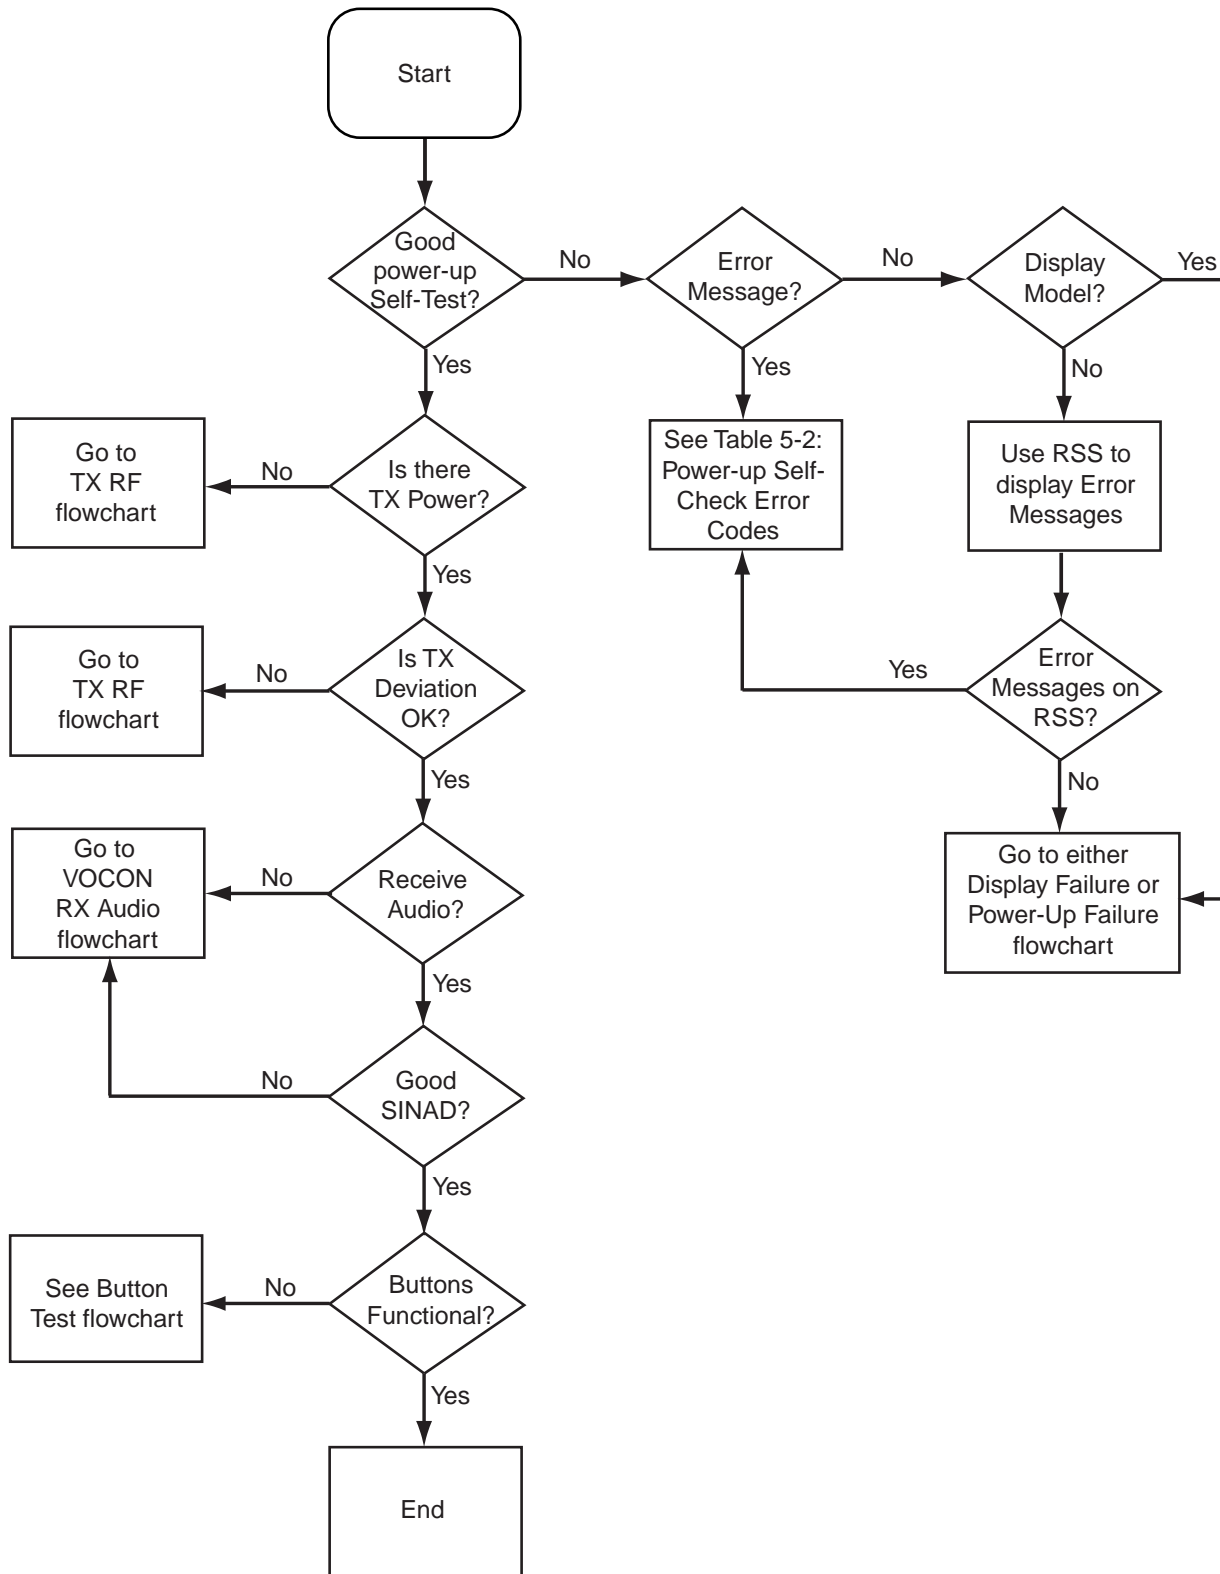 Start
Good
power-up
Self-Test?
No
Error
Message?
No
Display
Model?
Yes
Yes
Yes
No
Go to
TX RF
flowchart
No
Is there
TX Power?
See Table 5-2:
Power-up Self-
Check Error
Codes
Use RSS to
display Error
Messages
Yes
Go to
TX RF
flowchart
No
Is TX
Deviation
OK?
Yes
Error
Messages on
RSS?
Yes
No
Go to
VOCON
RX Audio
flowchart
No
Receive
Audio?
Go to either
Display Failure or
Power-Up Failure
flowchart
Yes
No
Good
SINAD?
Yes
See Button
Test flowchart
No
Buttons
Functional?
Yes
End